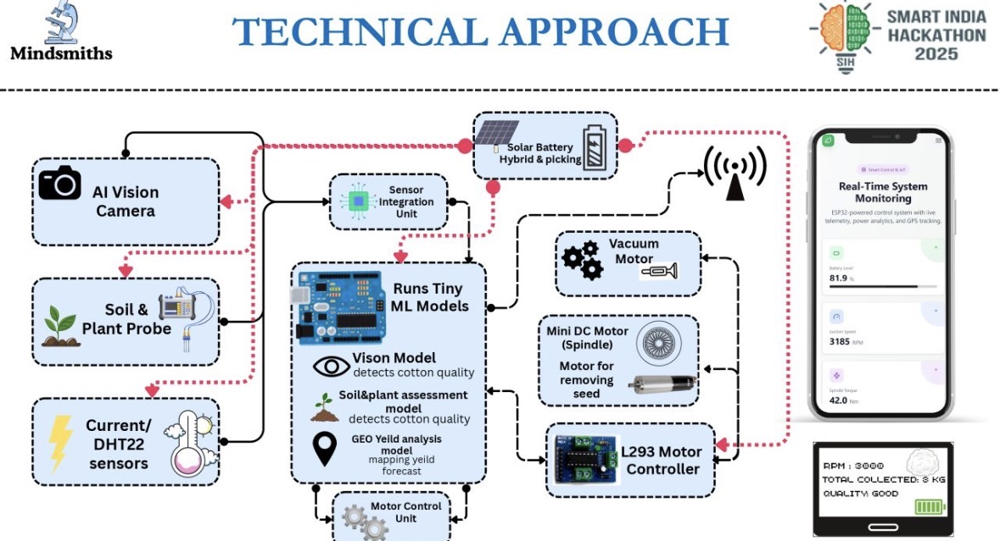 Mindsmiths
TECHNICAL APPROACH
SIH
SMART INDIA
HACKATHON
2025
AI Vision
Camera
Soil &
Plant Probe
Current/
DHT22
sensors
Sensor
Integration
Unit
Solar Battery
Hybrid & picking
Runs Tiny
ML Models
Vison Model
detects cotton quality
Soil&plant assessment
model
detects cotton quality
GEO Yeild analysis
model
mapping yeild
forecast
Motor Control
Unit
Vacuum
Motor
Mini DC Motor
(Spindle)
Motor for
removing
seed
L293 Motor
Controller
Smart Control & IoT
Real-Time System
Monitoring
ESP32-powered control system with live
telemetry, power analytics, and GPS tracking.
Battery Level
81.9 %
3185 RPM
Spindle Torque
42.0 Nm
RPM : 3000
TOTAL COLLECTED: 3 KG
QUALITY: GOOD